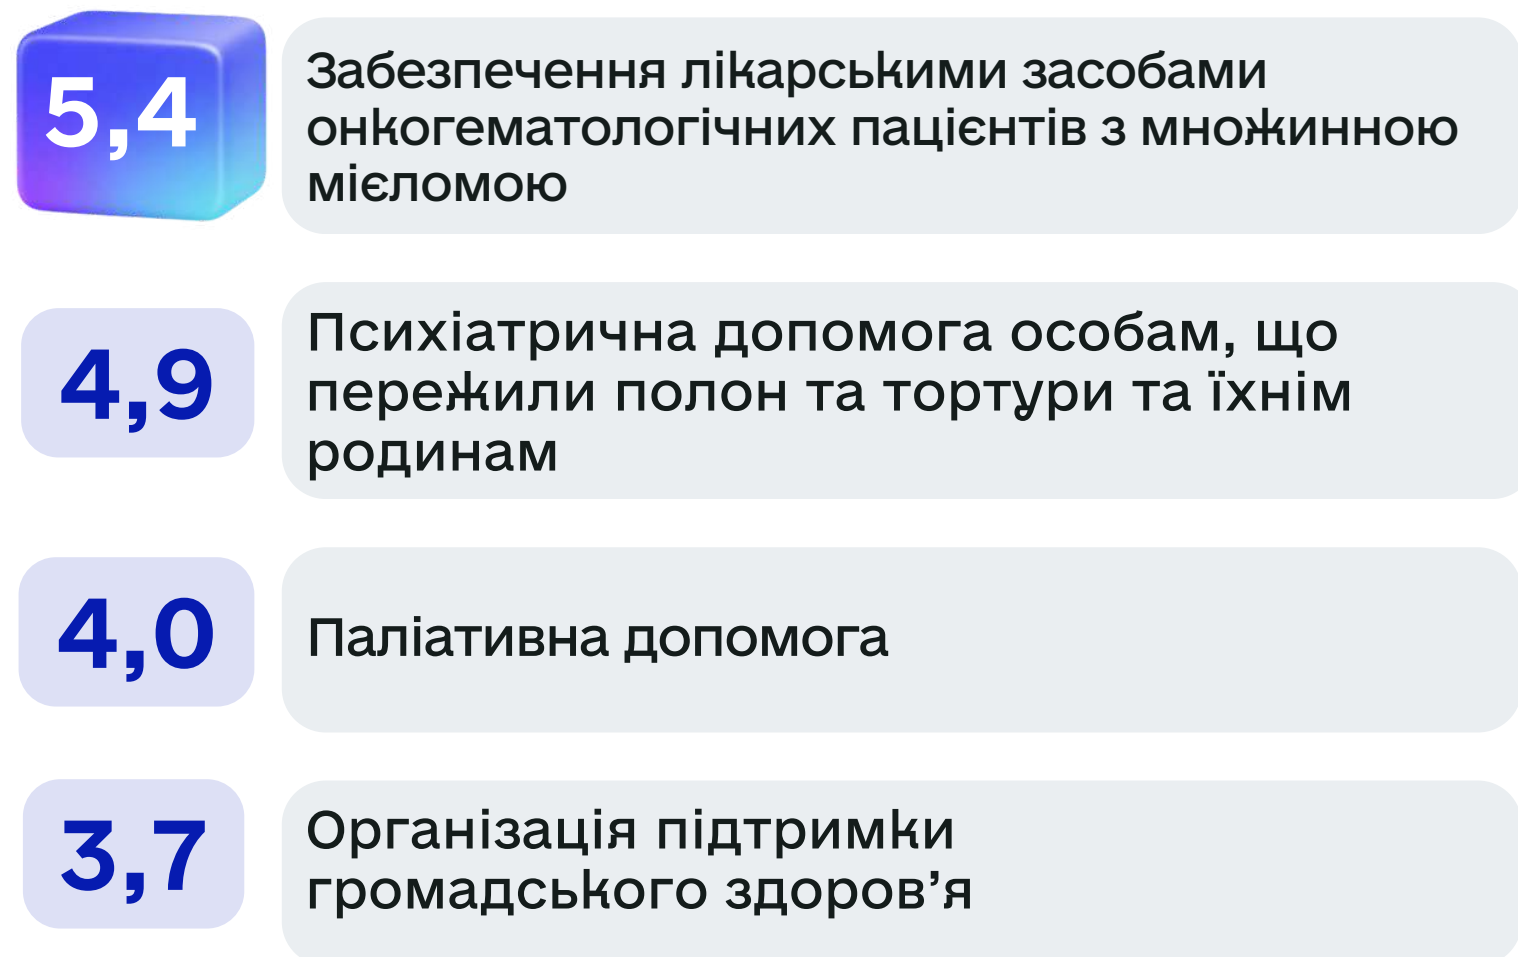 5,4
Забезпечення лікарськими засобами
онкогематологічних пацієнтів з множинною
мієломою
4,9
Психіатрична допомога особам, що
пережили полон та тортури та їхнім
родинам
4,0
Паліативна допомога
3,7
Організація підтримки
громадського здоров’я